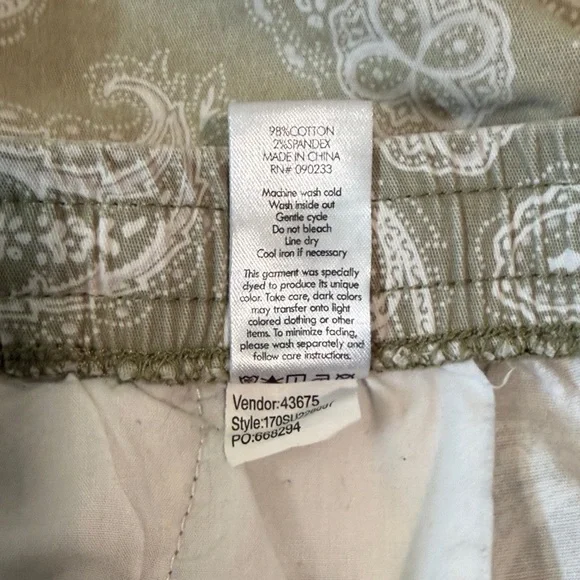 98%COTTON
2%SPANDEX
MADE IN CHINA
RN# 090233
Machine wash cold
Wash inside out
Gentle cycle
Do not bleach
Line dry
Cool iron if necessary
This garment was specially
dyed to produce its unique
color. Take care, dark colors
may transfer onto light
colored clothing or other
items. To minimize fading,
please wash separately and
follow care instructions.
Vendor:43675
PO:668294